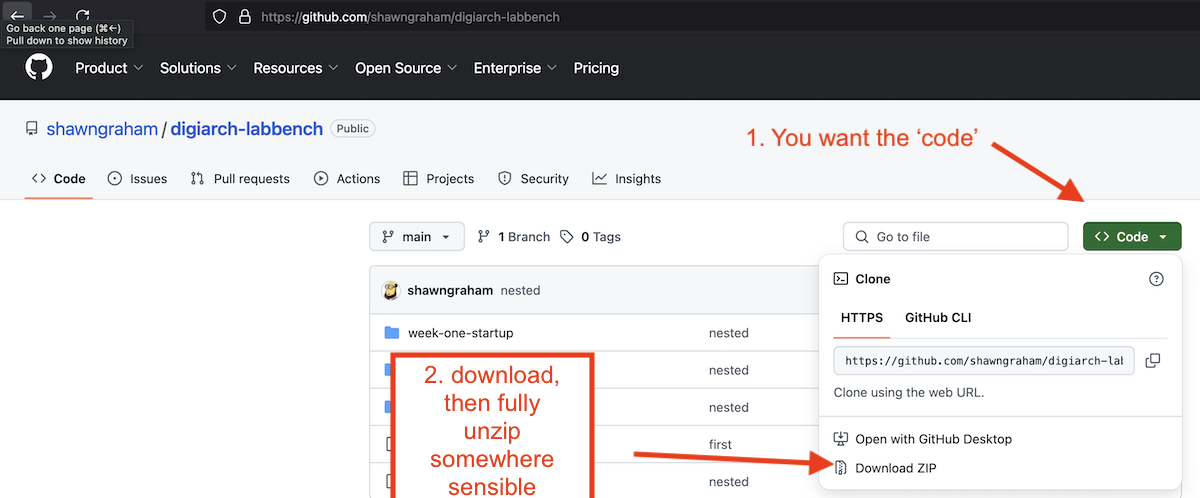 https://github.com/shawngraham/digiarch-labbench
Go back one page (⌘←)
Pull down to show history
Product Solutions Resources Open Source Enterprise Pricing
shawngraham / digiarch-labbench Public
1. You want the ‘code’
Code Issues Pull requests Actions Projects Security Insights
main 1 Branch 0 Tags Go to file Code
shawngraham nested
week-one-startup nested
nested
nested
first
nested
2. download,
then fully
unzip
somewhere
sensible
Clone
HTTPS GitHub CLI
https://github.com/shawngraham/digiarch-lab
Clone using the web URL.
Open with GitHub Desktop
Download ZIP